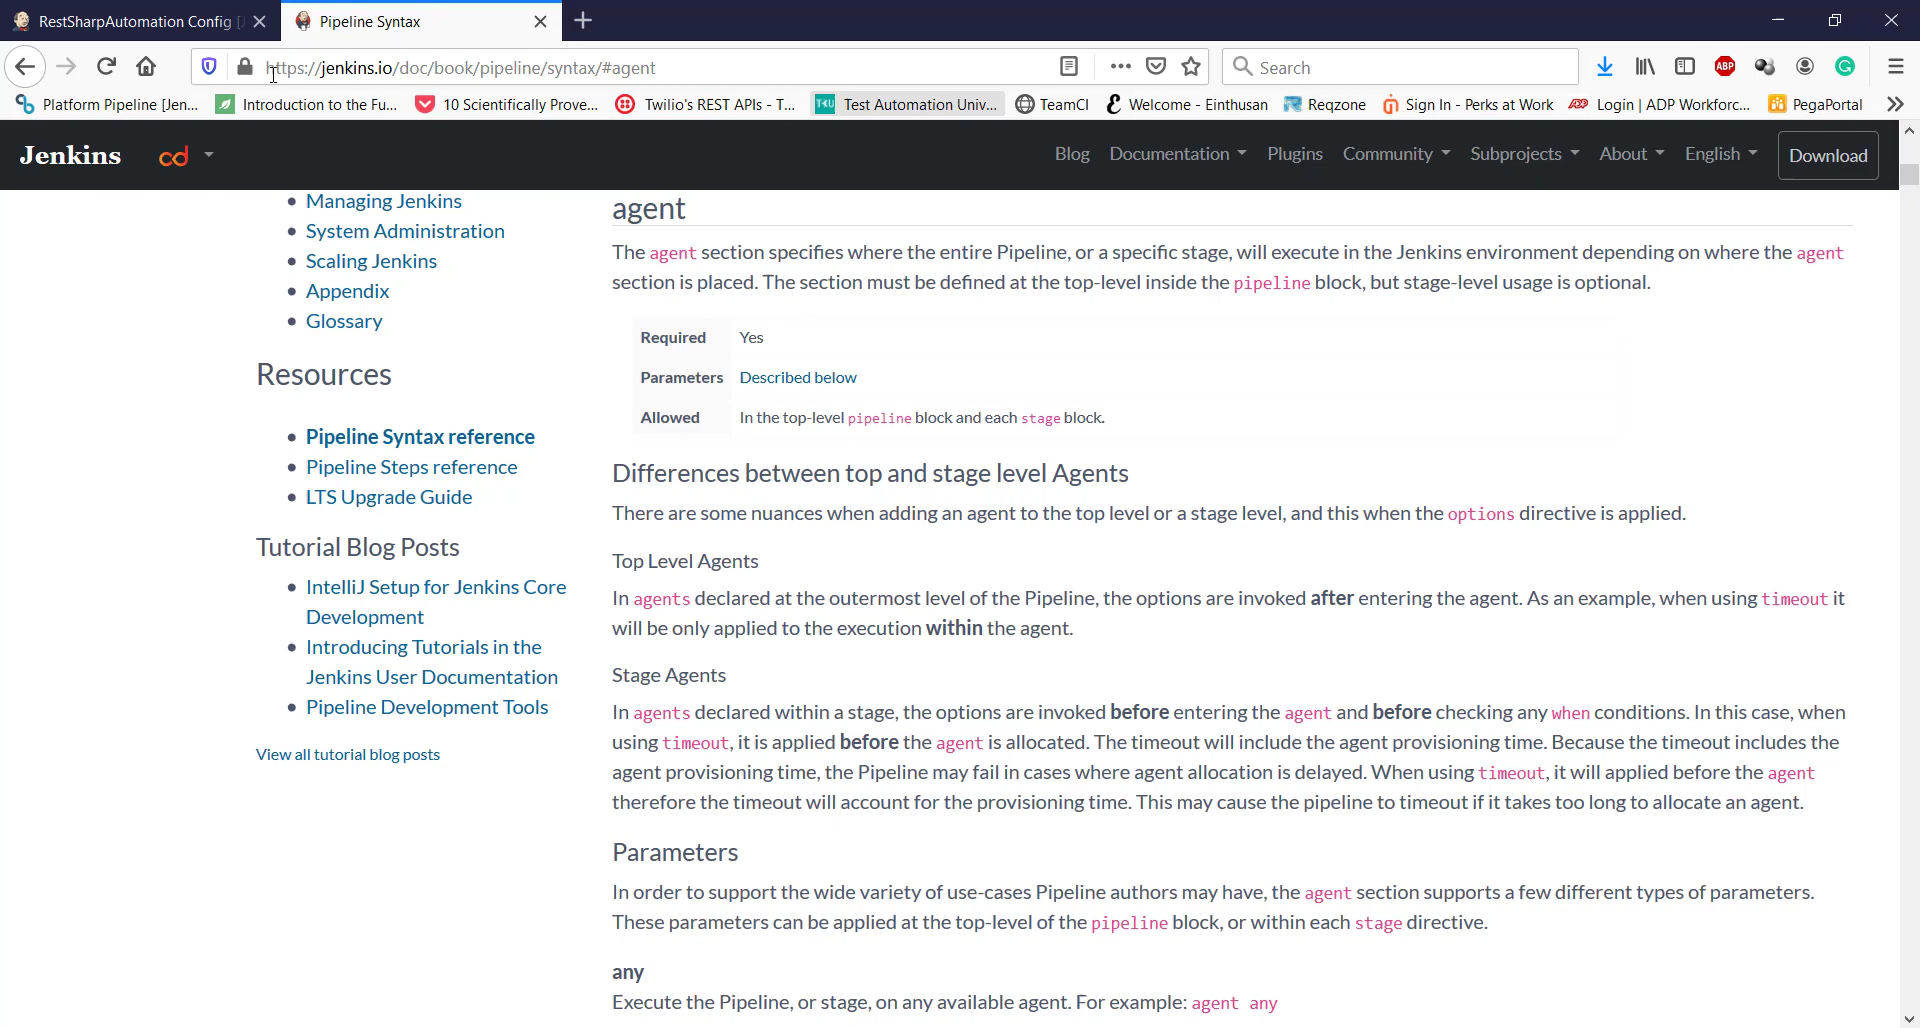 RestSharpAutomation Config [
Pipeline Syntax
https://jenkins.io/doc/book/pipeline/syntax/#agent
Search
Platform Pipeline [Jen...
Introduction to the Fu...
10 Scientifically Prove...
Twilio's REST APIs - T...
Test Automation Univ...
TeamCI
Welcome - Einthusan
Reqzone
Sign In - Perks at Work
Login | ADP Workforc...
PegaPortal
Jenkins
cd
Blog
Documentation
Plugins
Community
Subprojects
About
English
Download
Managing Jenkins
System Administration
Scaling Jenkins
Appendix
Glossary
Resources
Pipeline Syntax reference
Pipeline Steps reference
LTS Upgrade Guide
Tutorial Blog Posts
IntelliJ Setup for Jenkins Core
Development
Introducing Tutorials in the
Jenkins User Documentation
Pipeline Development Tools
View all tutorial blog posts
agent
The agent section specifies where the entire Pipeline, or a specific stage, will execute in the Jenkins environment depending on where the agent
section is placed. The section must be defined at the top-level inside the pipeline block, but stage-level usage is optional.
Required Yes
Parameters Described below
Allowed In the top-level pipeline block and each stage block.
Differences between top and stage level Agents
There are some nuances when adding an agent to the top level or a stage level, and this when the options directive is applied.
Top Level Agents
In agents declared at the outermost level of the Pipeline, the options are invoked after entering the agent. As an example, when using timeout it
will be only applied to the execution within the agent.
Stage Agents
In agents declared within a stage, the options are invoked before entering the agent and before checking any when conditions. In this case, when
using timeout, it is applied before the agent is allocated. The timeout will include the agent provisioning time. Because the timeout includes the
agent provisioning time, the Pipeline may fail in cases where agent allocation is delayed. When using timeout, it will applied before the agent
therefore the timeout will account for the provisioning time. This may cause the pipeline to timeout if it takes too long to allocate an agent.
Parameters
In order to support the wide variety of use-cases Pipeline authors may have, the agent section supports a few different types of parameters.
These parameters can be applied at the top-level of the pipeline block, or within each stage directive.
any
Execute the Pipeline, or stage, on any available agent. For example: agent any